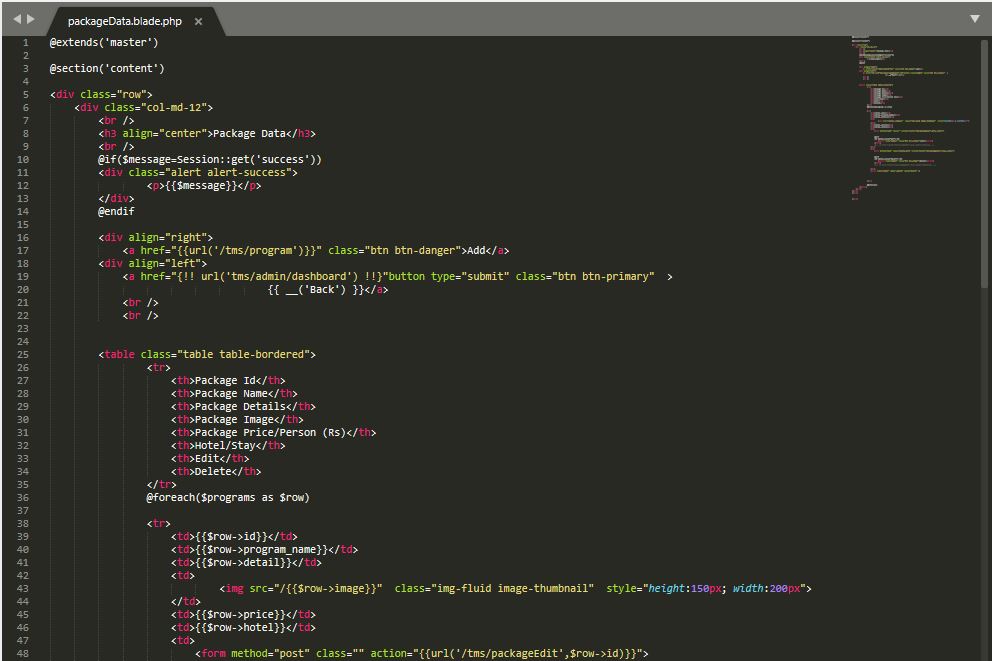 packageData.blade.php ×
1 @extends('master')
2
3 @section('content')
4
5 <div class="row">
6 <div class="col-md-12">
7 <br />
8 <h3 align="center">Package Data</h3>
9 <br />
10 @if($message=Session::get('success'))
11 <div class="alert alert-success">
12 <p>{{$message}}</p>
13 </div>
14 @endif
15
16 <div align="right">
17 <a href="{{url('/tms/program')}}" class="btn btn-danger">Add</a>
18 <div align="left">
19 <a href="{!! url('tms/admin/dashboard') !!}"button type="submit" class="btn btn-primary" >
20 {{ __('Back') }}</a>
21 <br />
22 <br />
23
24
25 <table class="table table-bordered">
26 <tr>
27 <th>Package Id</th>
28 <th>Package Name</th>
29 <th>Package Details</th>
30 <th>Package Image</th>
31 <th>Package Price/Person (Rs)</th>
32 <th>Hotel/Stay</th>
33 <th>Edit</th>
34 <th>Delete</th>
35 </tr>
36 @foreach($programs as $row)
37
38 <tr>
39 <td>{{$row->id}}</td>
40 <td>{{$row->program_name}}</td>
41 <td>{{$row->detail}}</td>
42 <td>
43 <img src="/{{$row->image}}" class="img-fluid image-thumbnail" style="height:150px; width:200px">
44 </td>
45 <td>{{$row->price}}</td>
46 <td>{{$row->hotel}}</td>
47 <td>
48 <form method="post" class="" action="{{url('/tms/packageEdit',$row->id)}}">